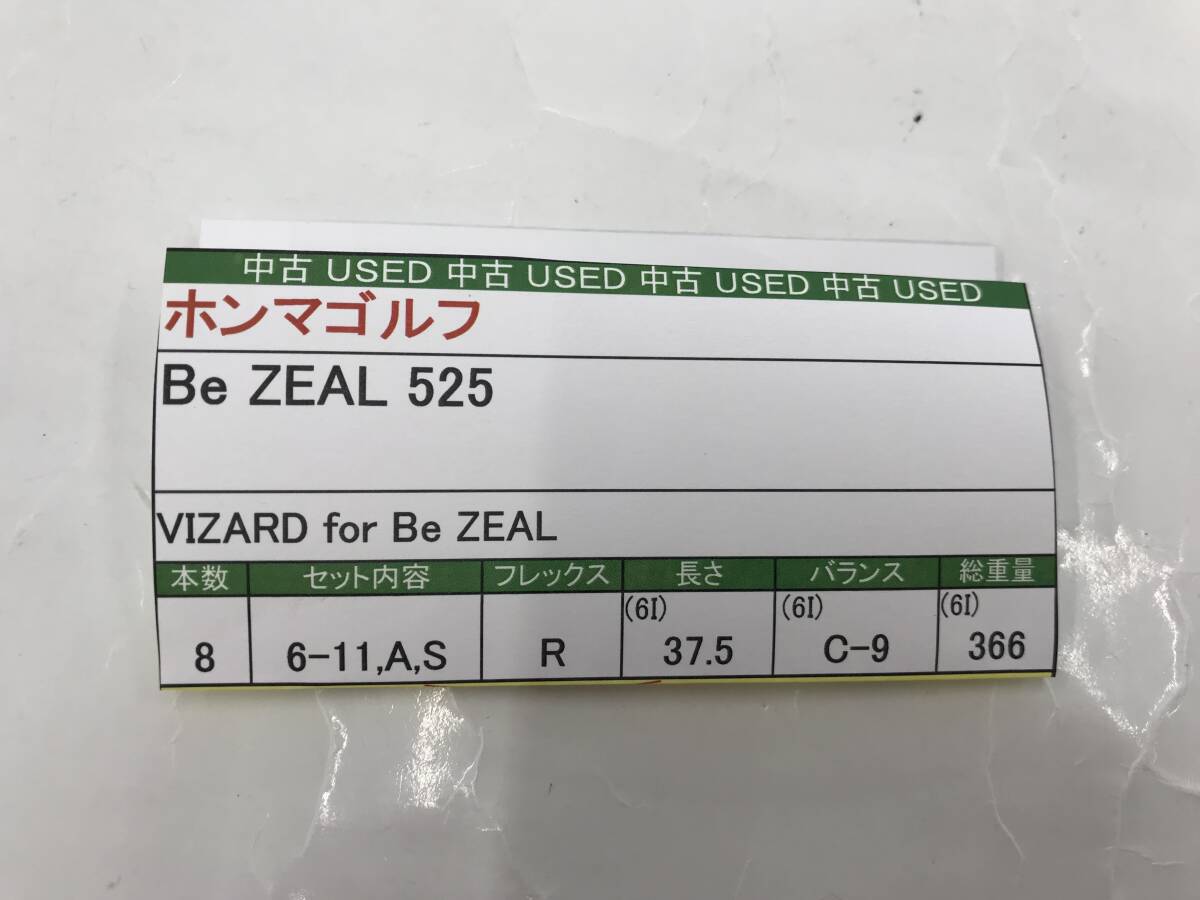 中古 USED 中古 USED 中古 USED 中古 USED
ホンマゴルフ
Be ZEAL 525
VIZARD for Be ZEAL
本数 セット内容 フレックス 長さ バランス 総重量
(6I) (6I) (6I)
8 6-11,A,S R 37.5 C-9 366